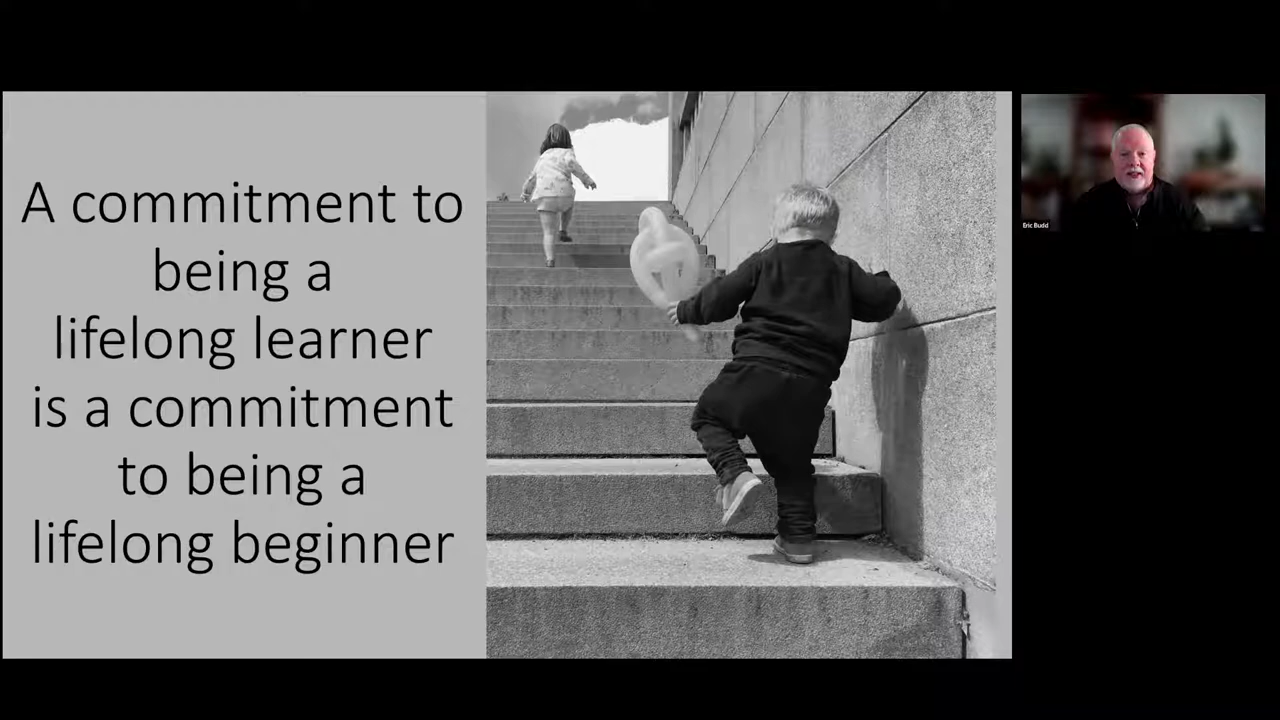 A commitment to
being a
lifelong learner
is a commitment
to being a
lifelong beginner
Eric Budd